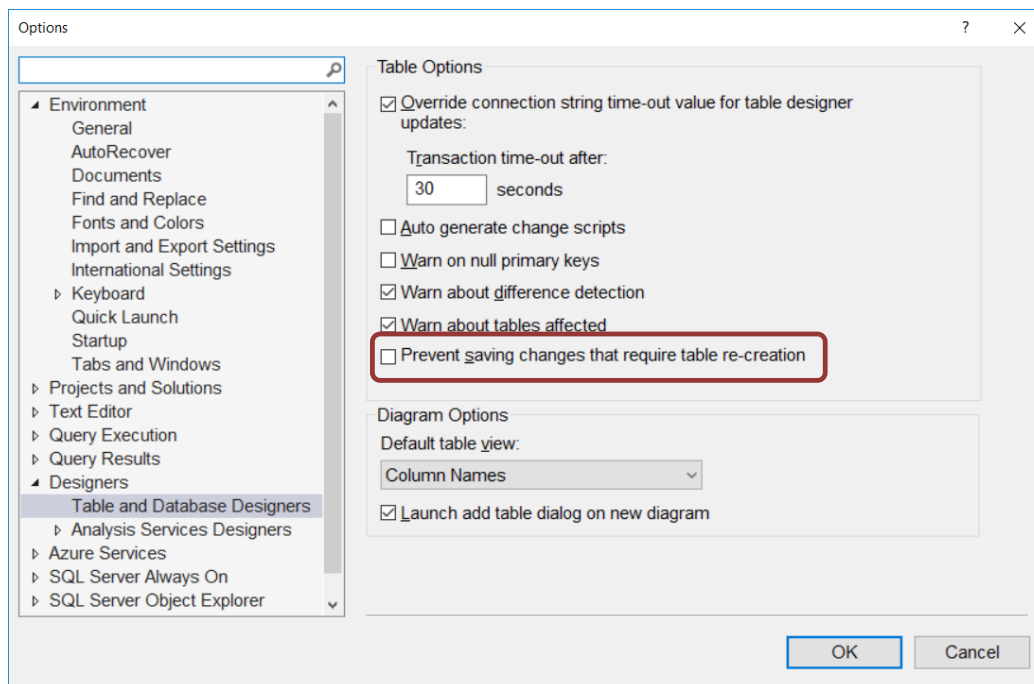 Options
?
Environment
General
AutoRecover
Documents
Find and Replace
Fonts and Colors
Import and Export Settings
International Settings
Keyboard
Quick Launch
Startup
Tabs and Windows
Projects and Solutions
Text Editor
Query Execution
Query Results
Designers
Table and Database Designers
Analysis Services Designers
Azure Services
SQL Server Always On
SQL Server Object Explorer
Table Options
Override connection string time-out value for table designer
updates:
Transaction time-out after:
30 seconds
Auto generate change scripts
Warn on null primary keys
Warn about difference detection
Warn about tables affected
Prevent saving changes that require table re-creation
Diagram Options
Default table view:
Column Names
Launch add table dialog on new diagram
OK Cancel